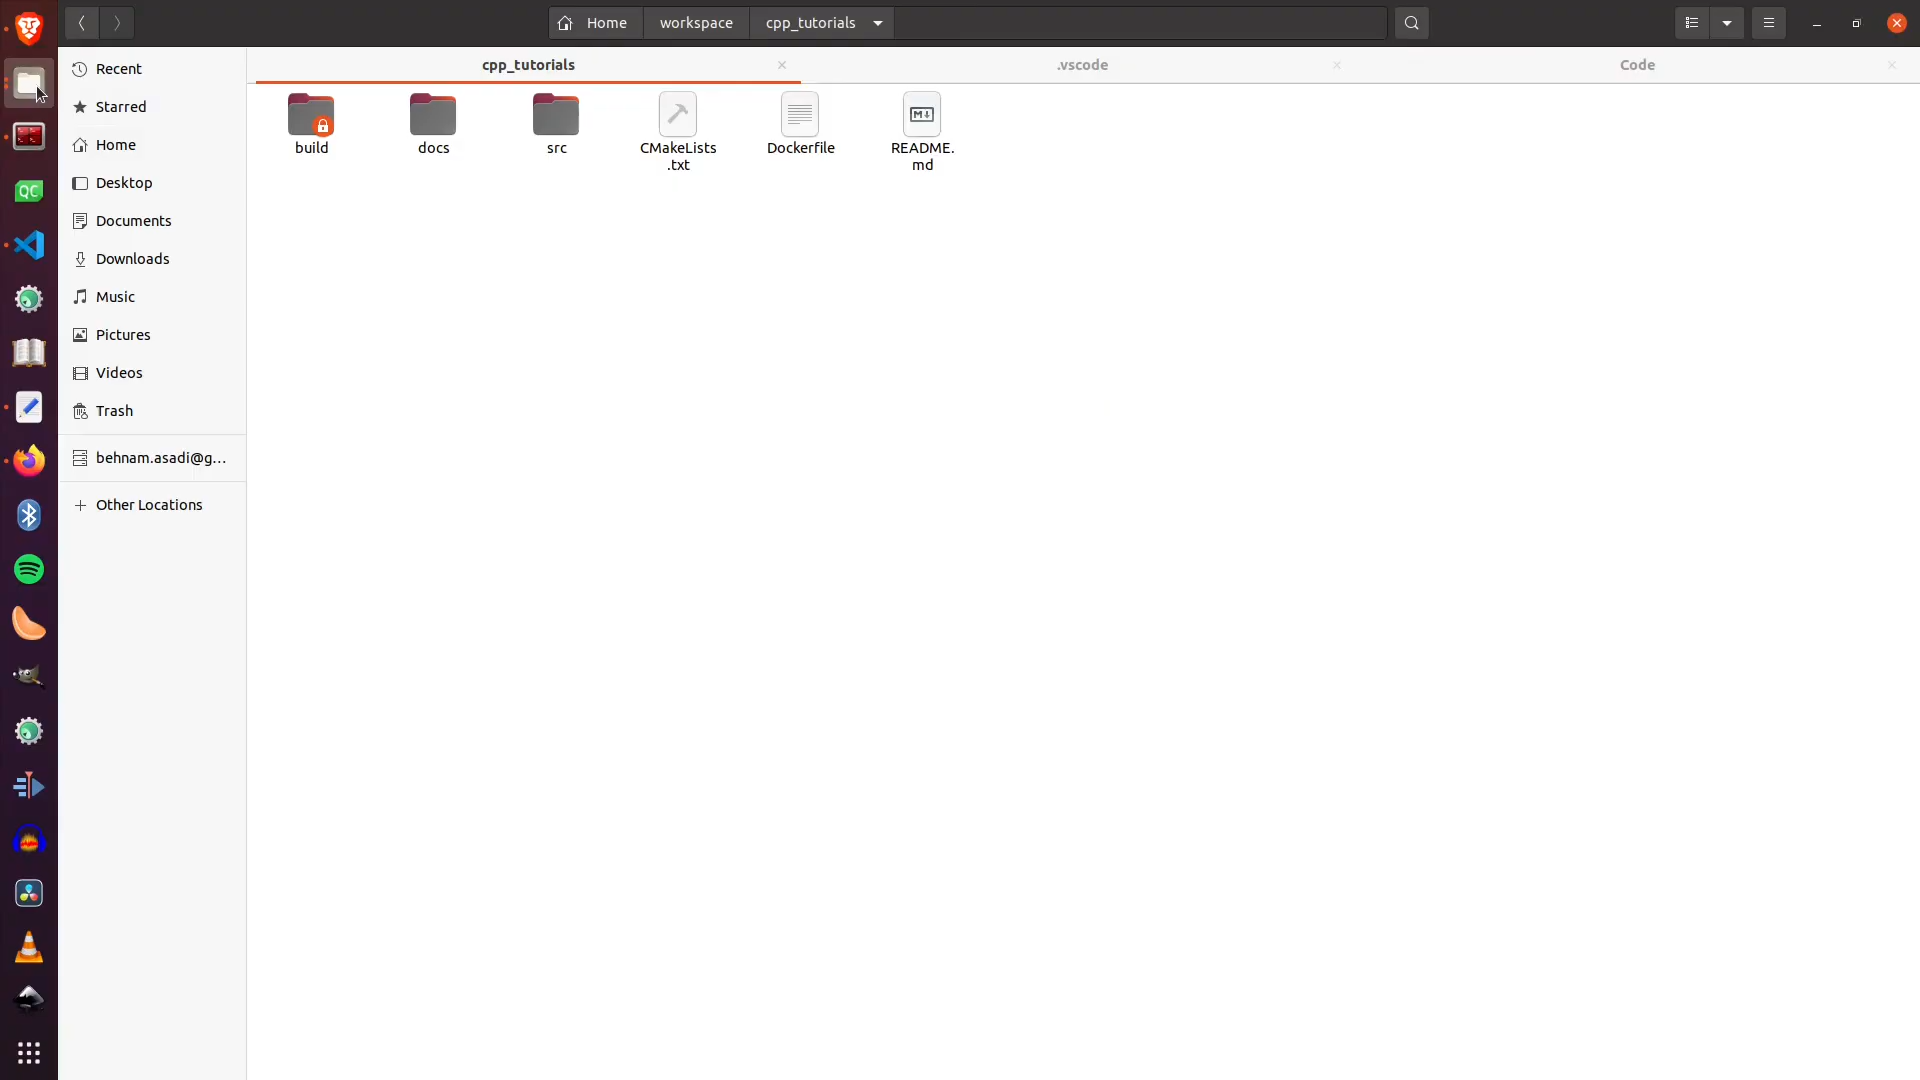 Home workspace cpp_tutorials
cpp_tutorials .vscode Code
Recent
Starred
Home
Desktop
Documents
Downloads
Music
Pictures
Videos
Trash
behnam.asadi@g...
Other Locations
build
docs
src
CMakeLists
.txt
Dockerfile
README.
md
QC
M